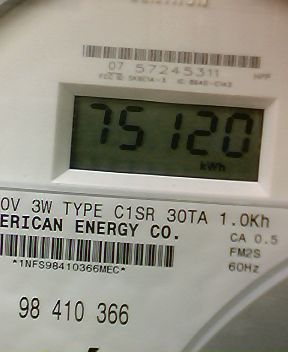 07 57245311
75120
kWh
0V 3W TYPE C1SR 30TA 1.0Kh
ERICAN ENERGY CO.
CA 0.5
FM2S
60Hz
*1NFS98410366MEC*
98 410 366